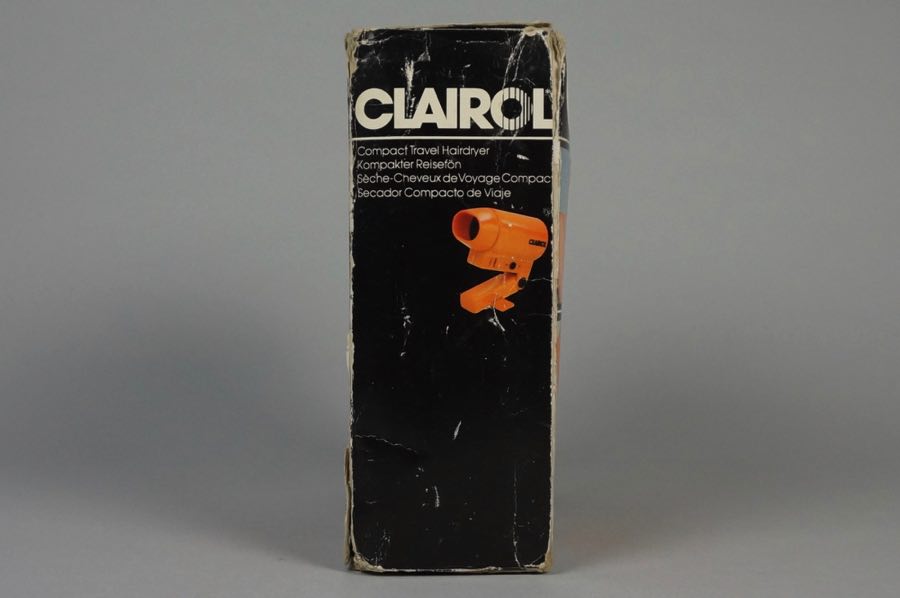 CLAIROL
Compact Travel Hairdryer
Kompakter Reisefön
Sèche-Cheveux de Voyage Compac
Secador Compacto de Viaje
CLAIROL